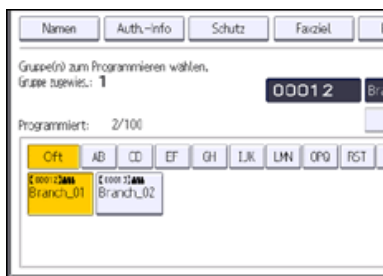 Namen Auth.-info Schutz Faxziel
Gruppe(n) zum Programmieren wählen.
Gruppe zugewies.: 1
00012 Bra
Programmiert: 2/100
Oft AB CD EF GH IJK LMN OPQ RST
Branch_01 Branch_02